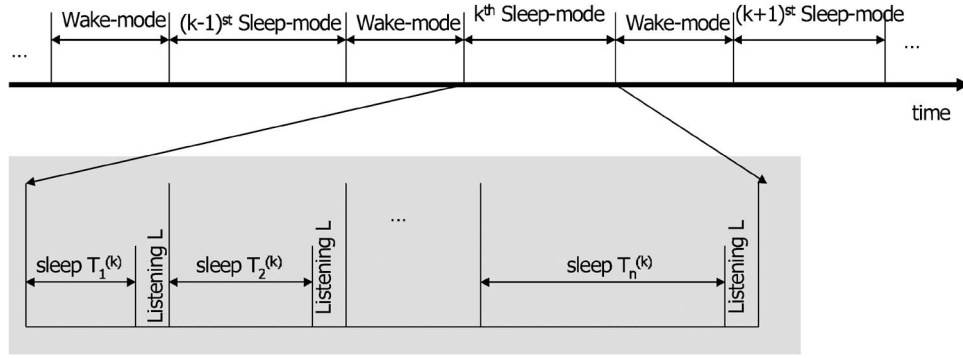 ... Wake-mode (k-1)st Sleep-mode Wake-mode kth Sleep-mode Wake-mode (k+1)st Sleep-mode ...
time
...
sleep T1(k) Listening L sleep T2(k) Listening L sleep Tn(k) Listening L